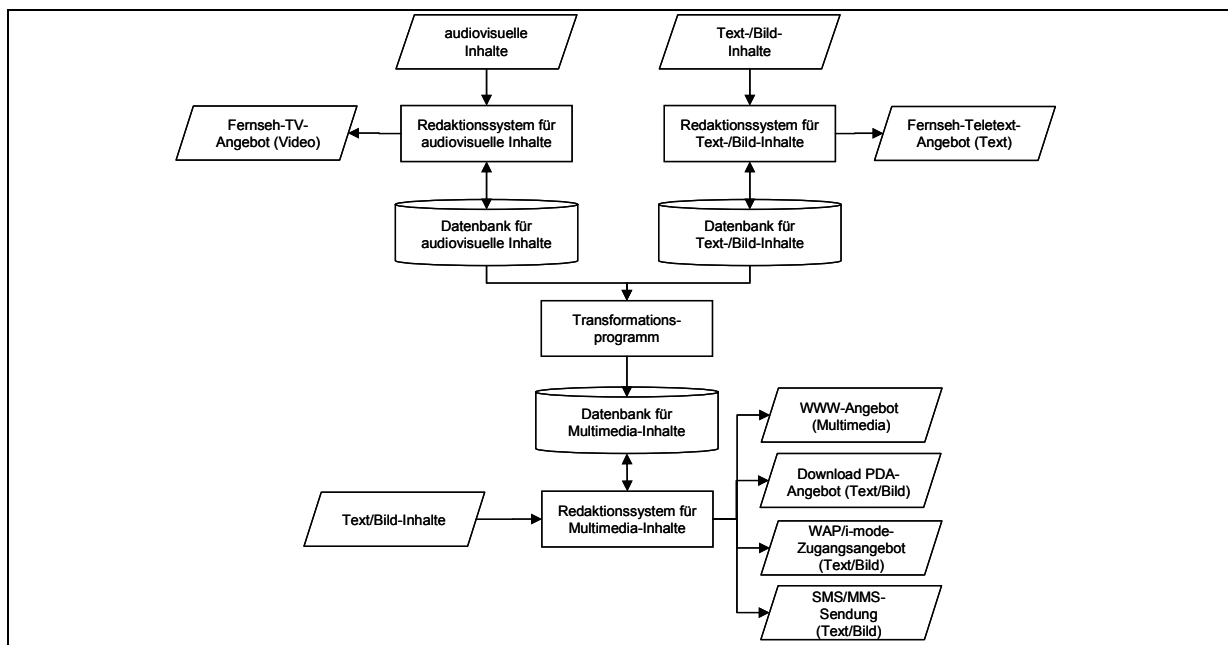 audiovisuelle
Inhalte
Text-/Bild-
Inhalte
Fernseh-TV-
Angebot (Video)
Redaktionssystem für
audiovisuelle Inhalte
Redaktionssystem für
Text-/Bild-Inhalte
Fernseh-Teletext-
Angebot (Text)
Datenbank für
audiovisuelle Inhalte
Datenbank für
Text-/Bild-Inhalte
Transformations-
programm
Datenbank für
Multimedia-Inhalte
WWW-Angebot
(Multimedia)
Download PDA-
Angebot (Text/Bild)
Text/Bild-Inhalte
Redaktionssystem für
Multimedia-Inhalte
WAP/i-mode-
Zugangsangebot
(Text/Bild)
SMS/MMS-
Sendung
(Text/Bild)